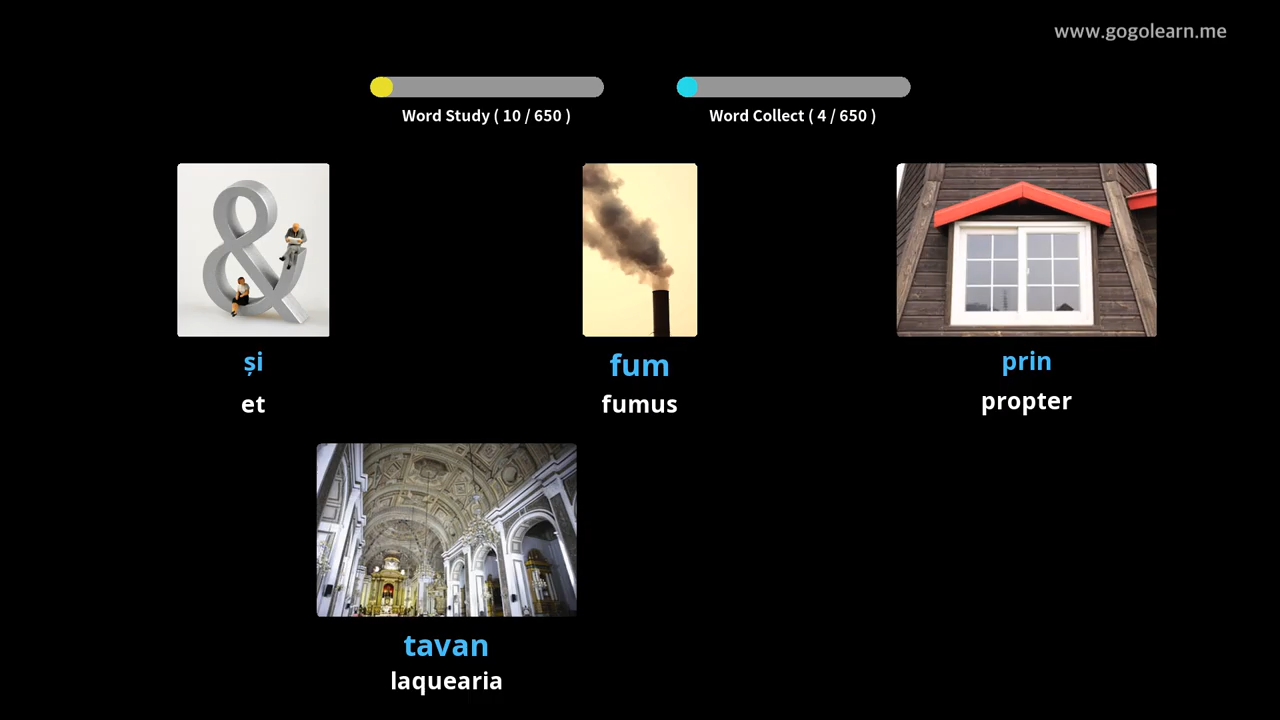 www.gogolearn.me
Word Study ( 10 / 650 )
Word Collect ( 4 / 650 )
&
și
et
fum
fumus
prin
propter
tavan
laquearia